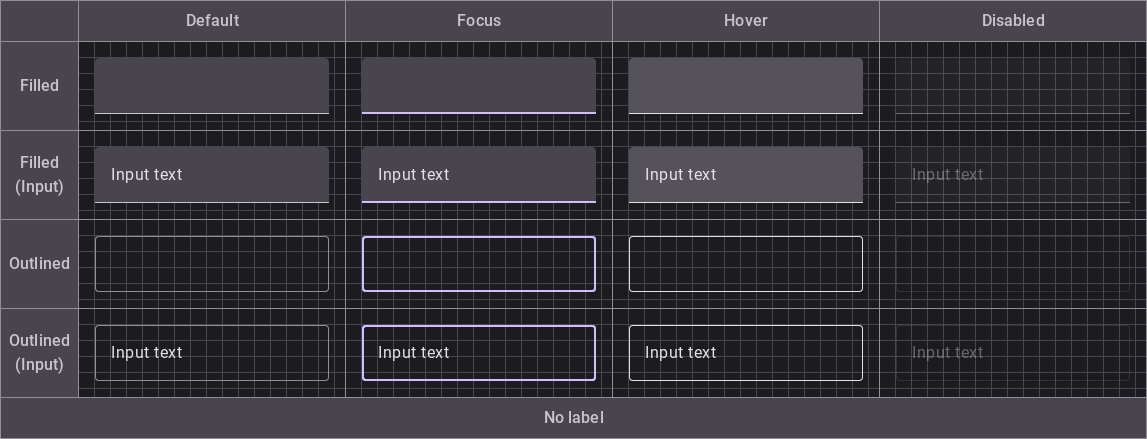 Default Focus Hover Disabled
Filled
Filled
(Input)
Input text Input text Input text Input text
Outlined
Outlined
(Input)
Input text Input text Input text Input text
No label